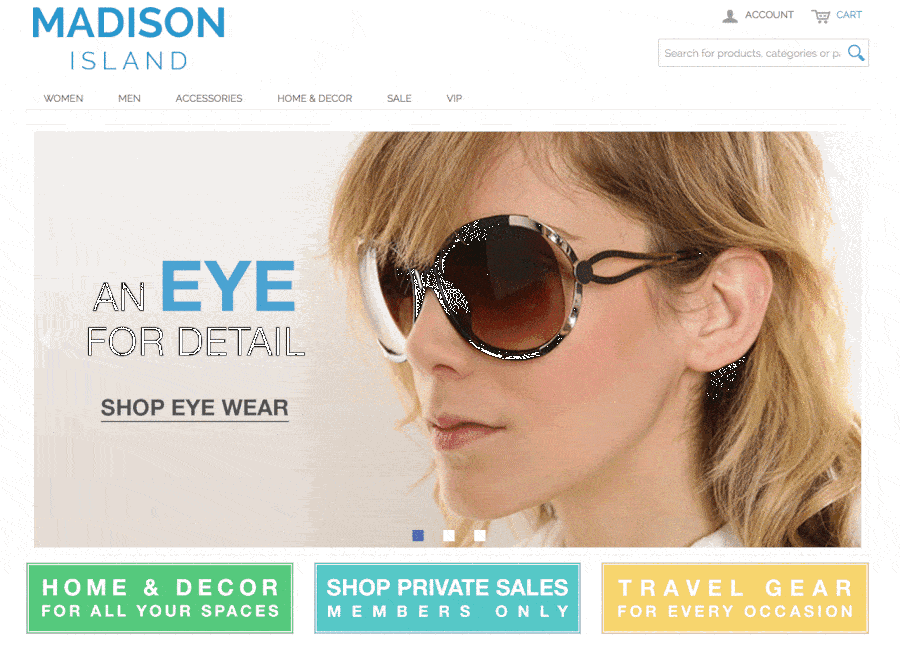 MADISON
ISLAND
ACCOUNT
CART
Search for products, categories or p
WOMEN
MEN
ACCESSORIES
HOME & DECOR
SALE
VIP
AN EYE
FOR DETAIL
SHOP EYE WEAR
HOME & DECOR
FOR ALL YOUR SPACES
SHOP PRIVATE SALES
MEMBERS ONLY
TRAVEL GEAR
FOR EVERY OCCASION